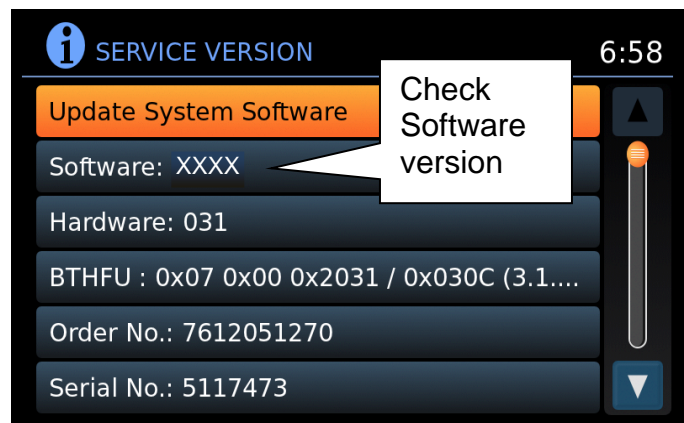 SERVICE VERSION
6:58
Update System Software
Software: XXXX
Check
Software
version
Hardware: 031
BTHFU : 0x07 0x00 0x2031 / 0x030C (3.1....
Order No.: 7612051270
Serial No.: 5117473